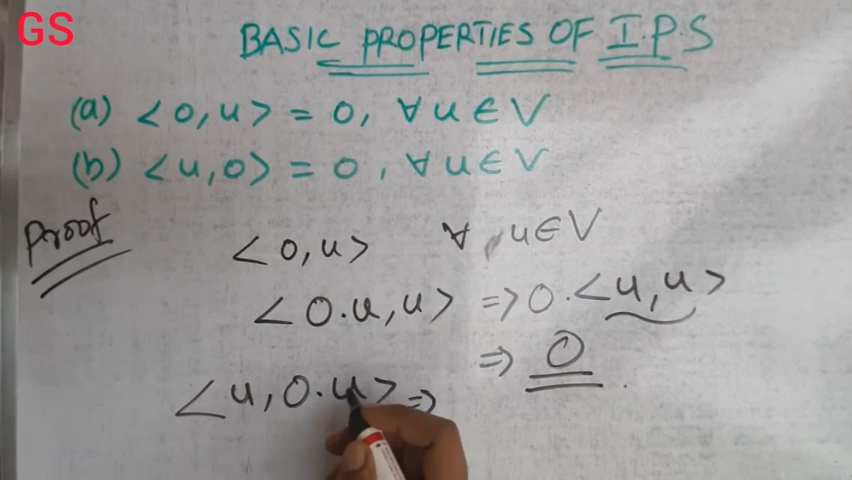 GS
BASIC PROPERTIES OF I.P.S
(a) <0,u> = 0, ∀ u ∈ V
(b) <u,0> = 0, ∀ u ∈ V
Proof
<0,u> ∀ u ∈ V
<0.u,u> ⇒ 0.<u,u>
⇒ 0
<u,0.u> ⇒